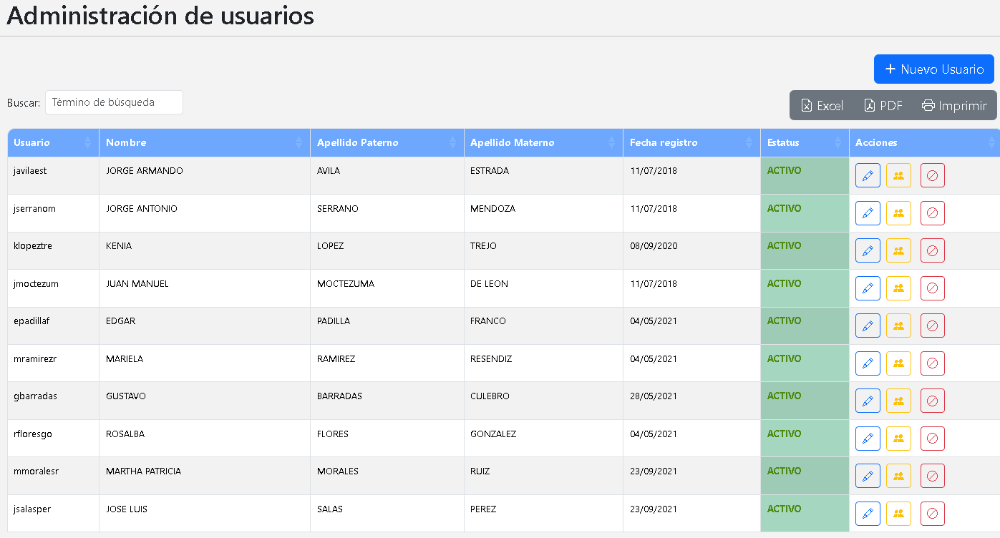 Administración de usuarios
Nuevo Usuario
Buscar: Término de búsqueda
Excel PDF Imprimir
Usuario Nombre Apellido Paterno Apellido Materno Fecha registro Estatus Acciones
javilaest JORGE ARMANDO AVILA ESTRADA 11/07/2018 ACTIVO
jserranom JORGE ANTONIO SERRANO MENDOZA 11/07/2018 ACTIVO
klopeztre KENIA LOPEZ TREJO 08/09/2020 ACTIVO
jmoctezum JUAN MANUEL MOCTEZUMA DE LEON 11/07/2018 ACTIVO
epadillaf EDGAR PADILLA FRANCO 04/05/2021 ACTIVO
mramirezr MARIELA RAMIREZ RESENDIZ 04/05/2021 ACTIVO
gbarradas GUSTAVO BARRADAS CULEBRO 28/05/2021 ACTIVO
rfloresgo ROSALBA FLORES GONZALEZ 04/05/2021 ACTIVO
mmoralesr MARTHA PATRICIA MORALES RUIZ 23/09/2021 ACTIVO
jsalasper JOSE LUIS SALAS PEREZ 23/09/2021 ACTIVO